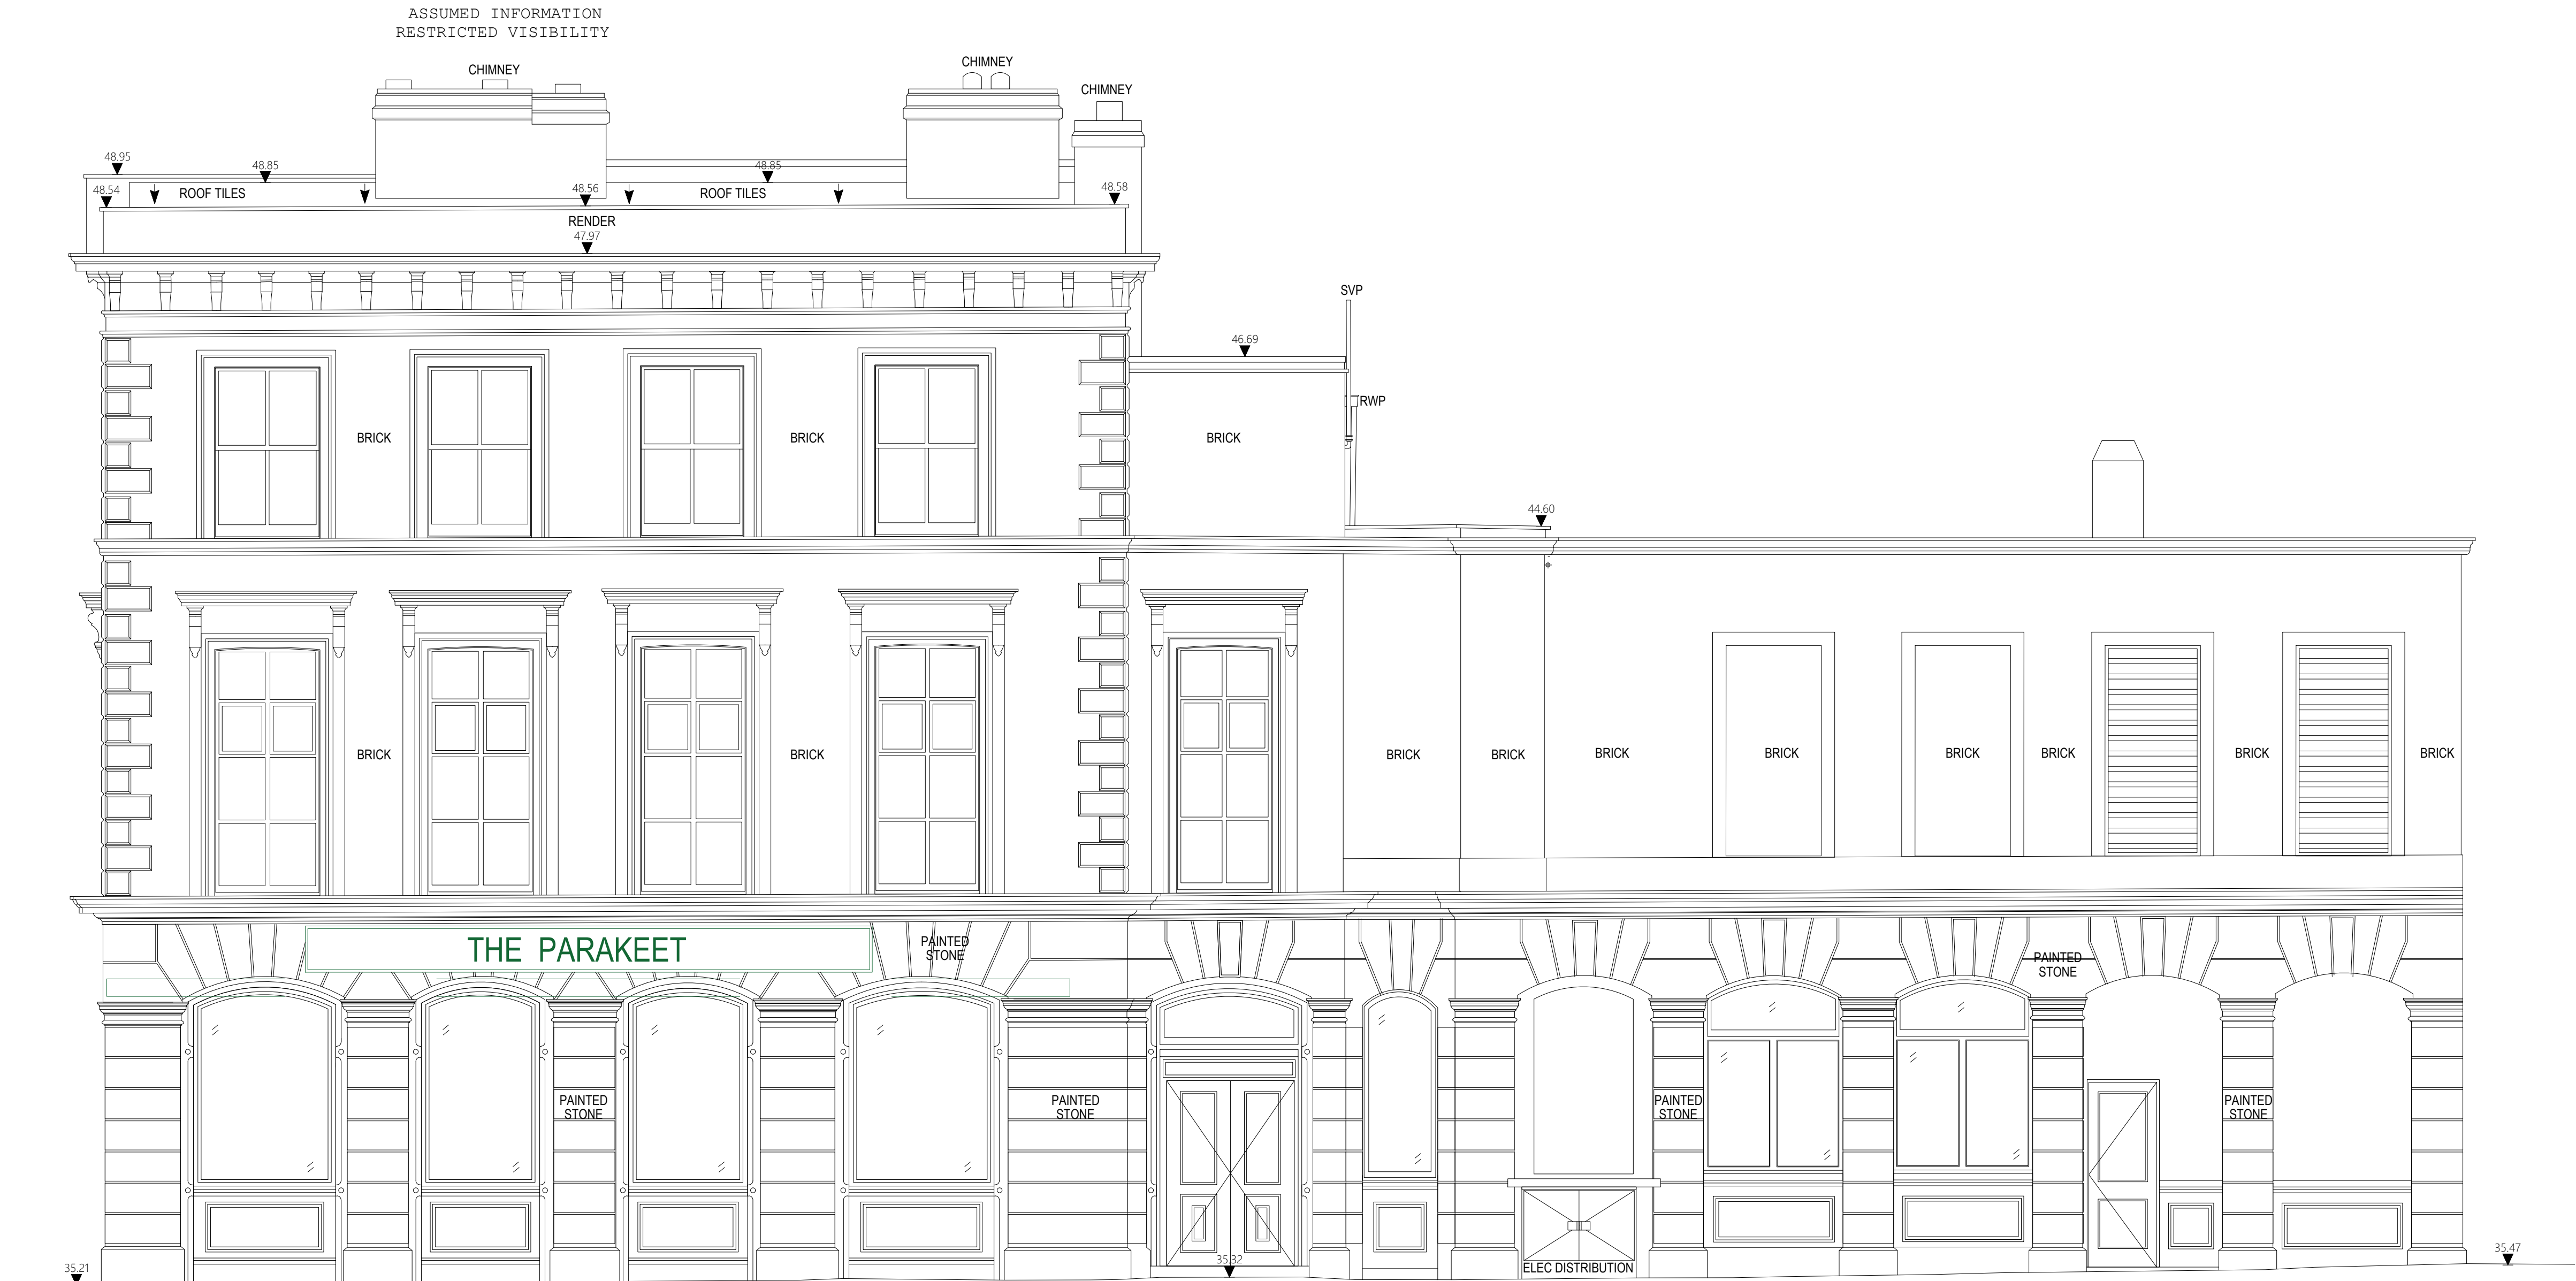 ASSUMED INFORMATION
RESTRICTED VISIBILITY
CHIMNEY
CHIMNEY
CHIMNEY
48.95
48.85
48.85
48.54
ROOF TILES
48.56
ROOF TILES
48.58
RENDER
47.97
SVP
46.69
RWP
BRICK
BRICK
BRICK
44.60
BRICK
BRICK
BRICK
BRICK
BRICK
BRICK
BRICK
BRICK
BRICK
BRICK
THE PARAKEET
PAINTED
STONE
PAINTED
STONE
PAINTED
STONE
PAINTED
STONE
PAINTED
STONE
PAINTED
STONE
35.21
35.32
ELEC DISTRIBUTION
35.47